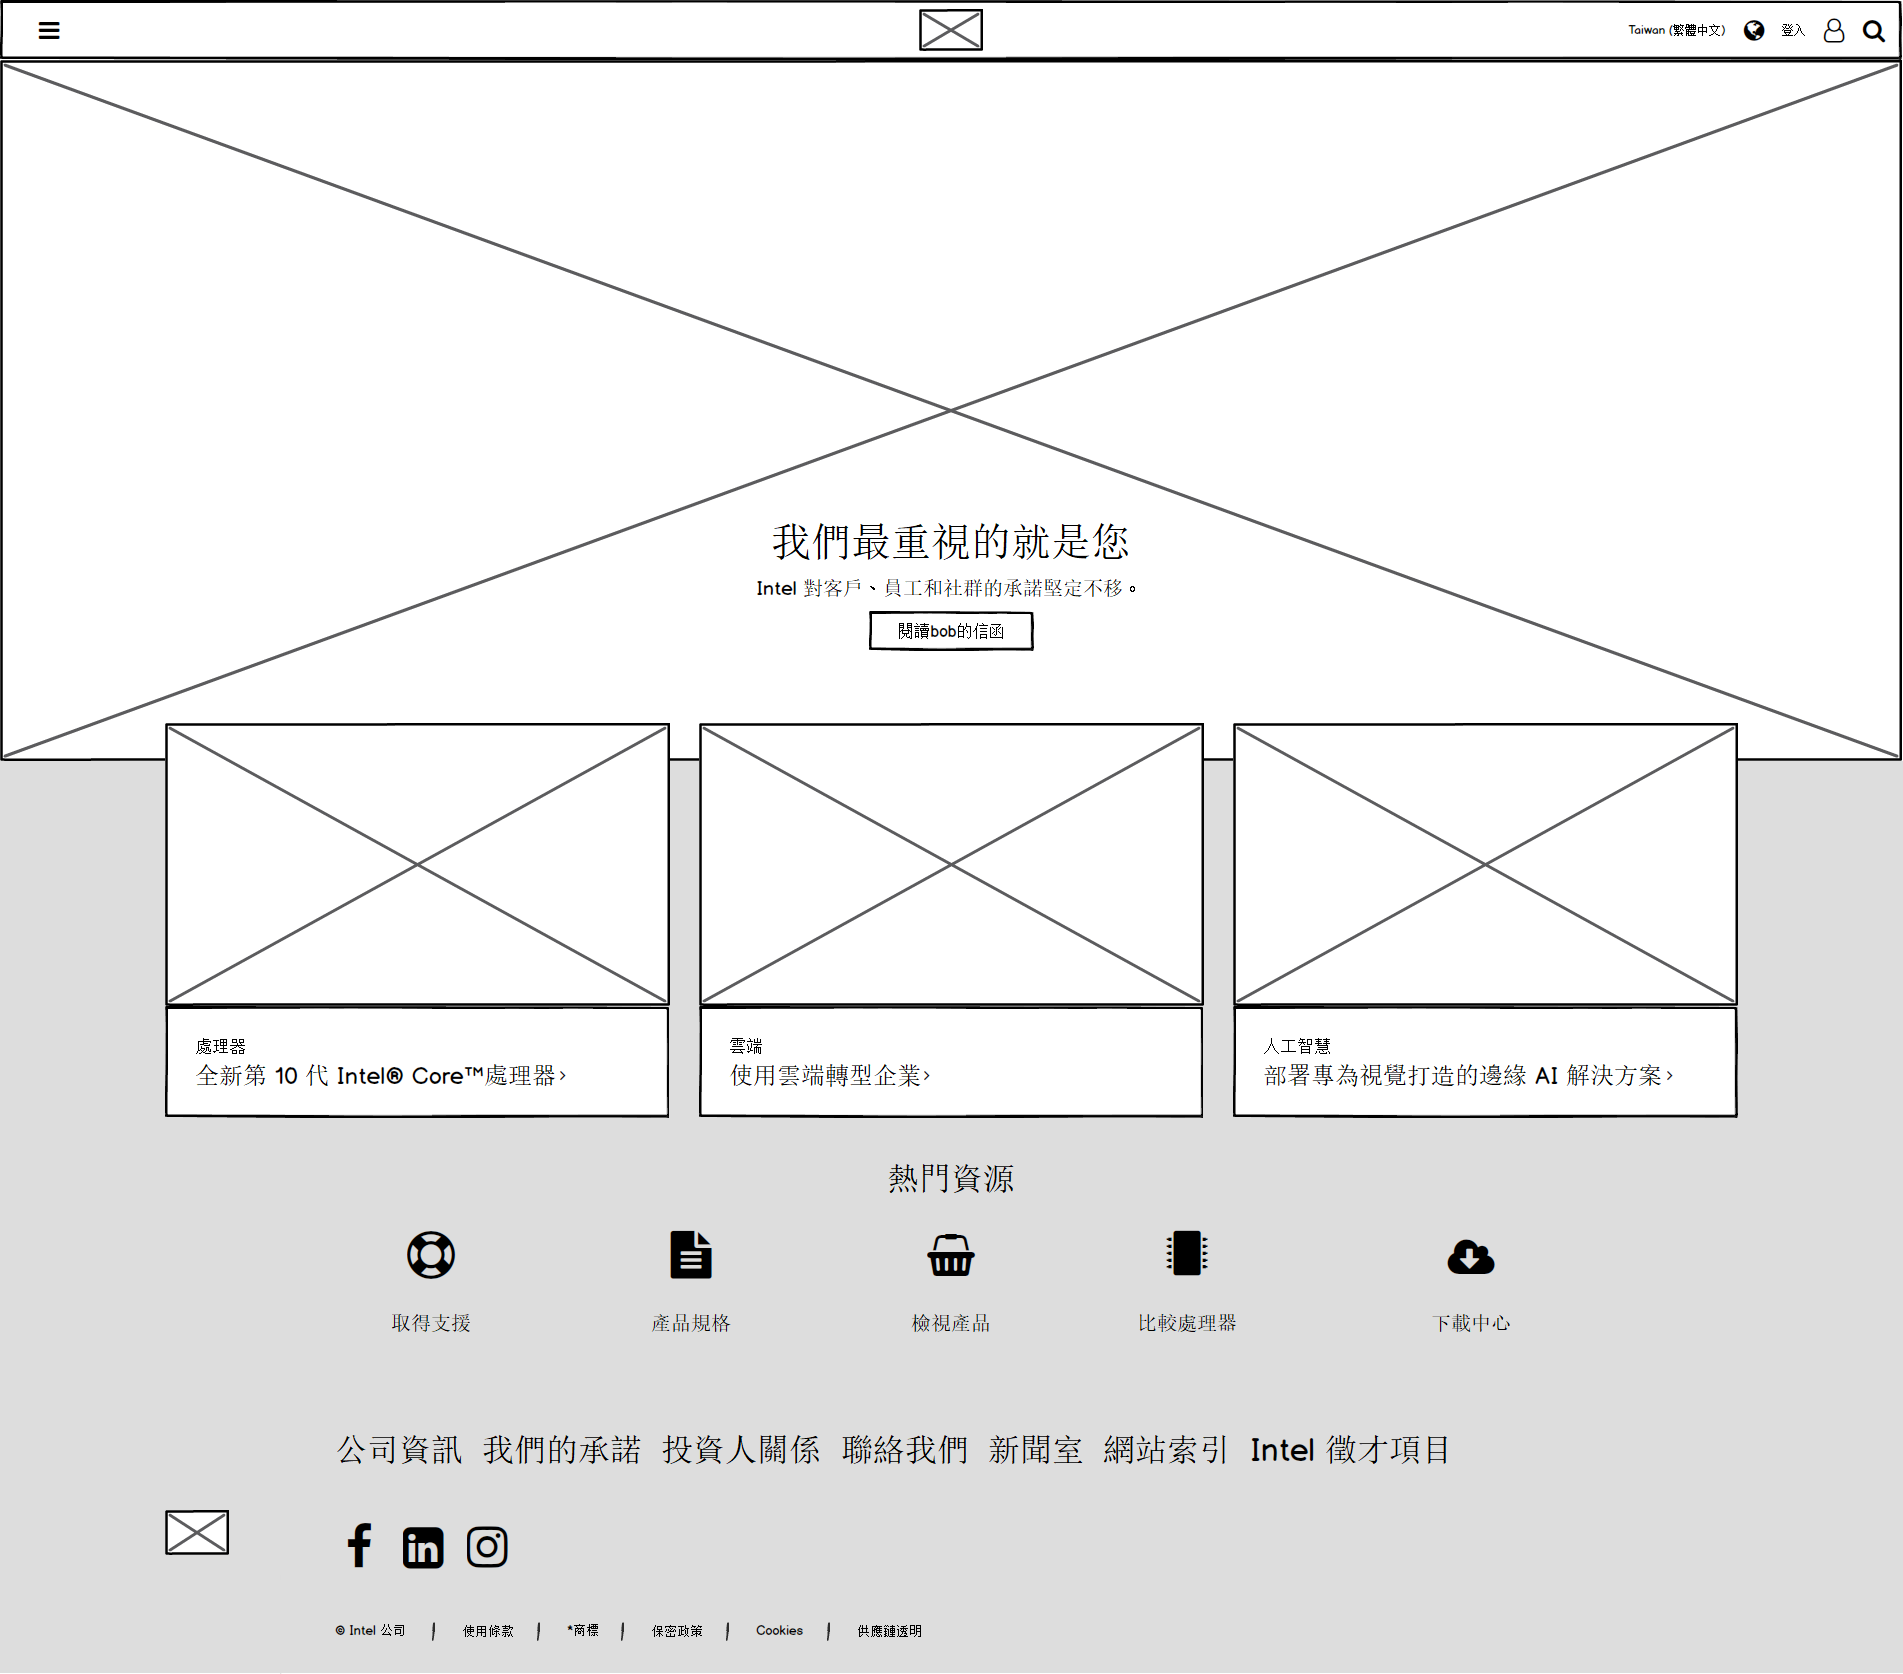 Taiwan (繁體中文) 登入
我們最重視的就是您
Intel 對客戶、員工和社群的承諾堅定不移。
閱讀bob的信函
處理器
全新第 10 代 Intel® Core™處理器>
雲端
使用雲端轉型企業>
人工智慧
部署專為視覺打造的邊緣 AI 解決方案>
熱門資源
取得支援
產品規格
檢視產品
比較處理器
下載中心
公司資訊 我們的承諾 投資人關係 聯絡我們 新聞室 網站索引 Intel 徵才項目
© Intel 公司 | 使用條款 | *商標 | 保密政策 | Cookies | 供應鏈透明